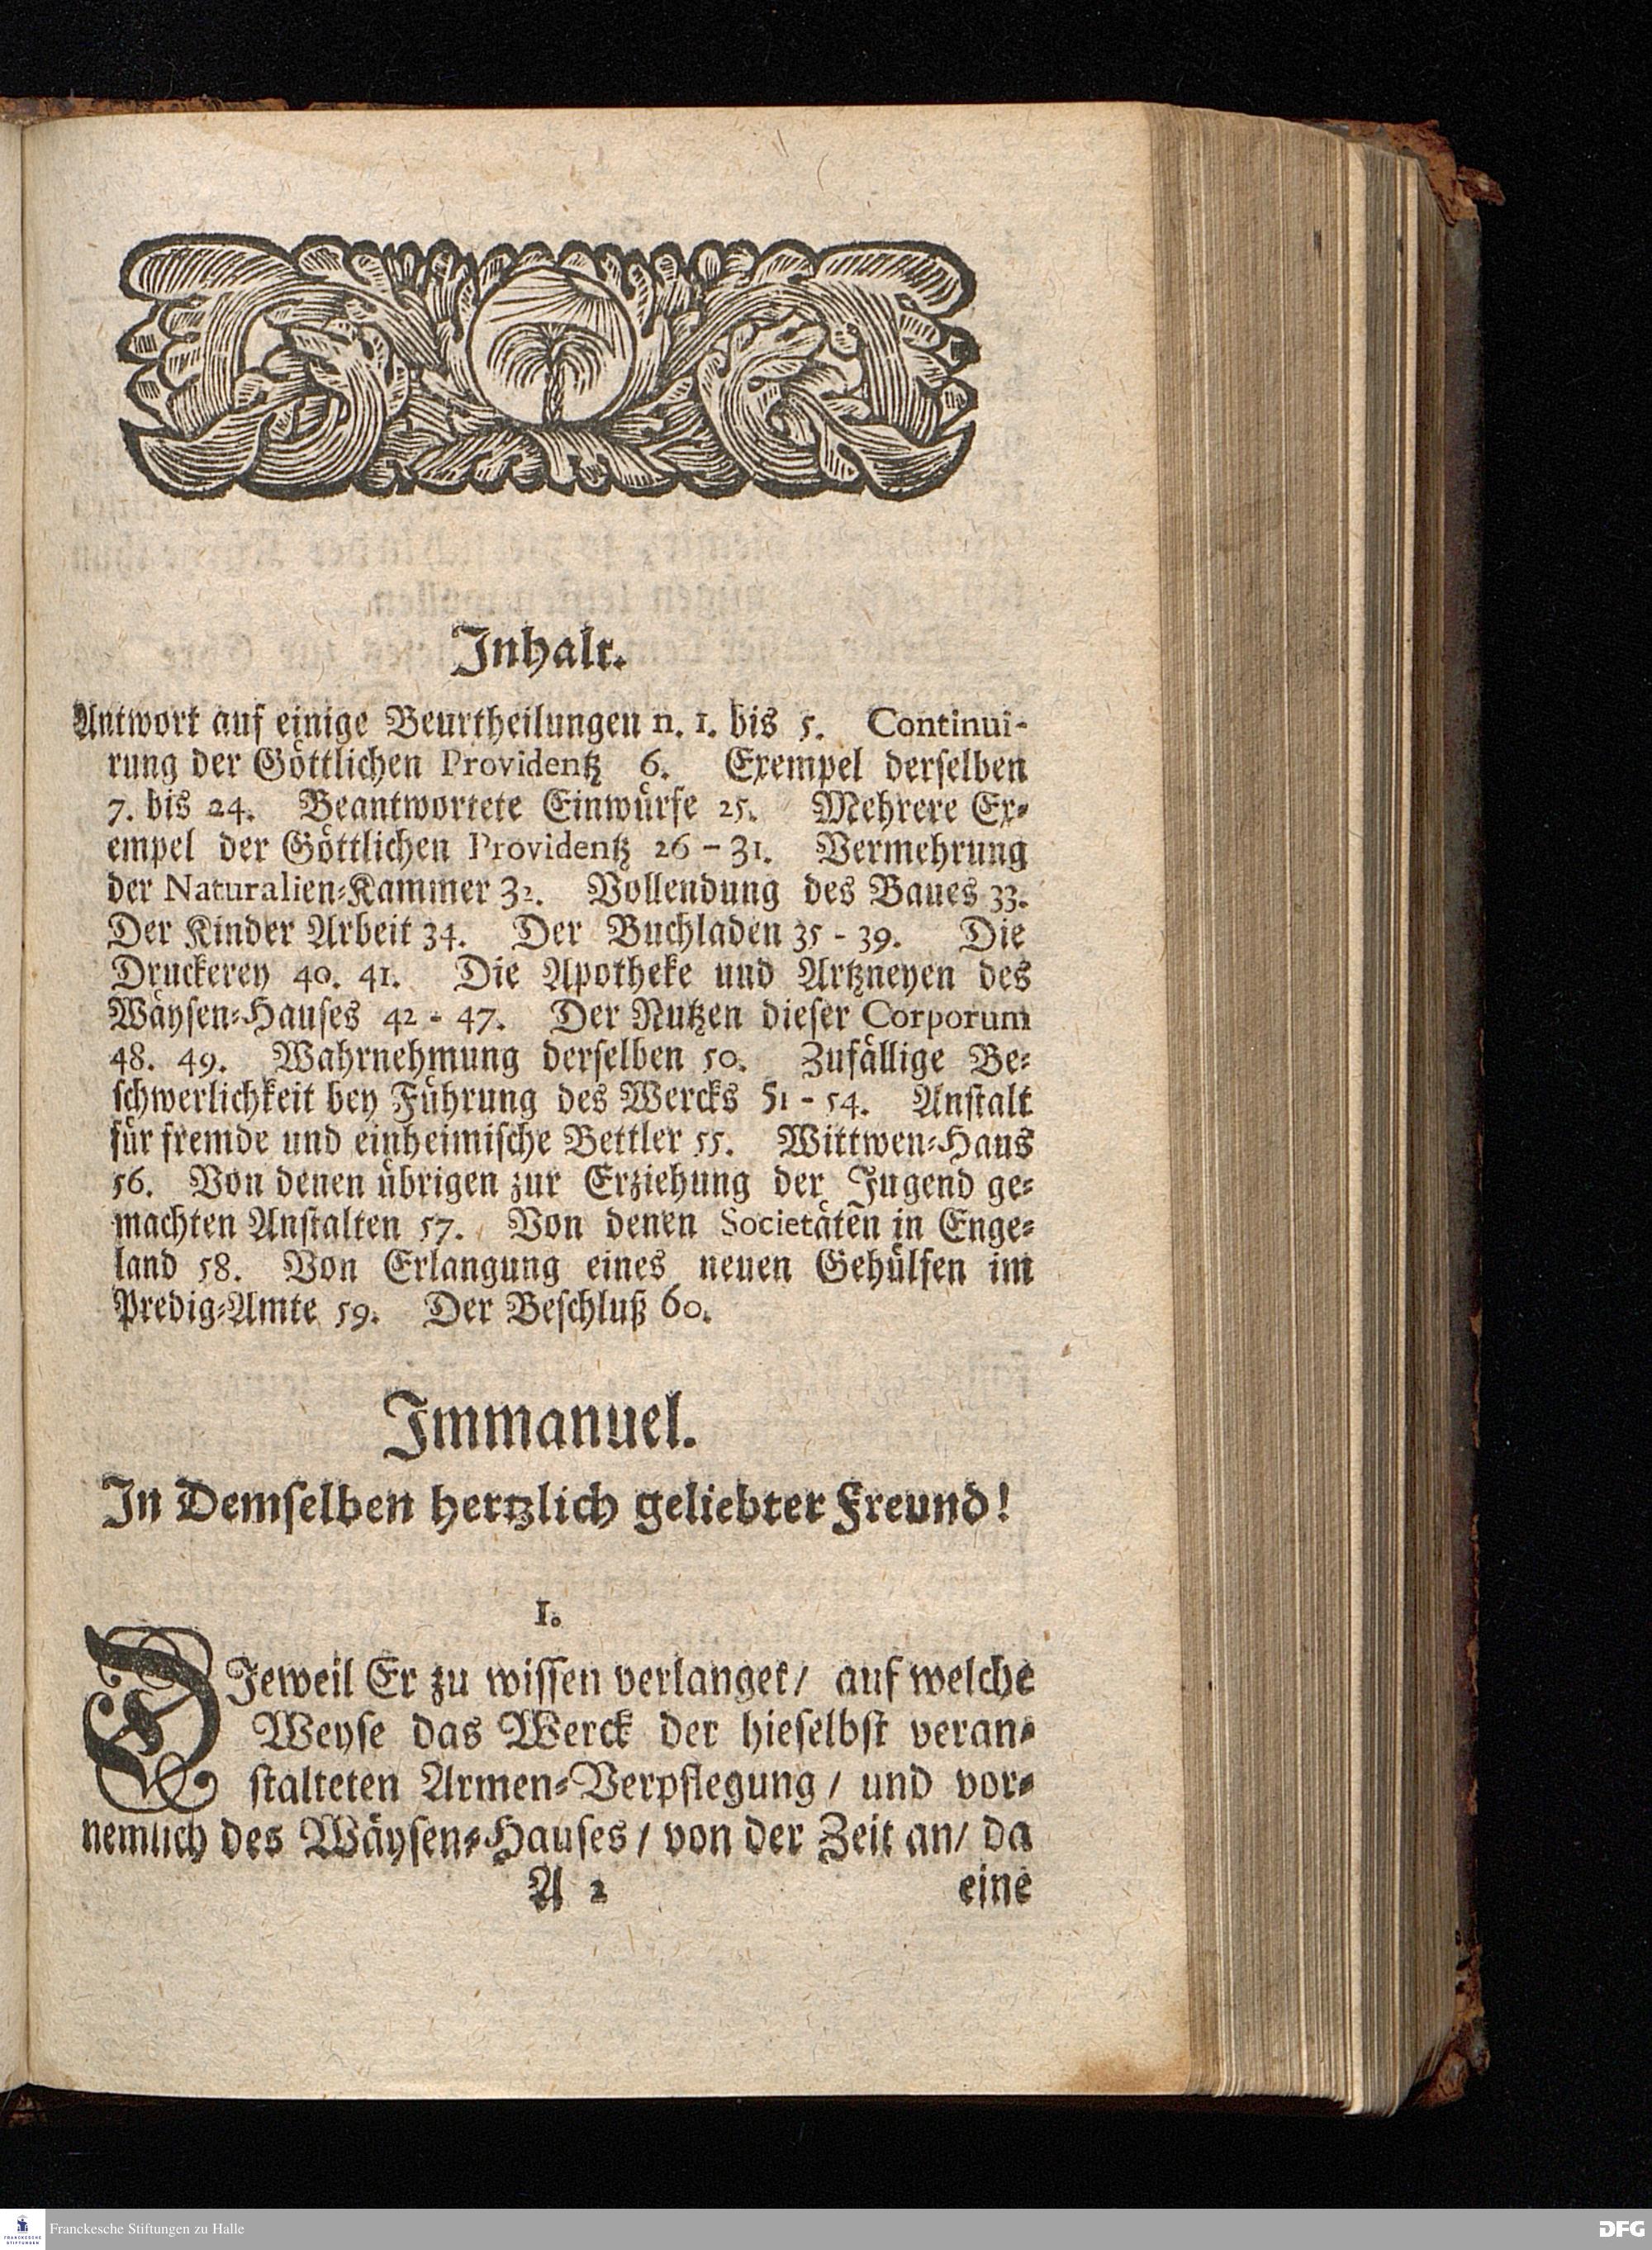 Inhalt.
Antwort auf einige Beurtheilungen n. 1. bis 5. Continui-
rung der Göttlichen Providentz 6. Exempel derselben
7. bis 24. Beantwortete Einwürfe 25. Mehrere Ex-
empel der Göttlichen Providentz 26 - 31. Vermehrung
der Naturalien-Kammer 32. Vollendung des Baues 33.
Der Kinder Arbeit 34. Der Buchladen 35 - 39. Die
Druckerey 40. 41. Die Apotheke und Artzneyen des
Wäysen-Hauses 42 - 47. Der Nutzen dieser Corporum
48. 49. Wahrnehmung derselben 50. Zufällige Be-
schwerlichkeit bey Führung des Wercks 51 - 54. Anstalt
für fremde und einheimische Bettler 55. Wittwen-Haus
56. Von denen übrigen zur Erziehung der Jugend ge-
machten Anstalten 57. Von denen Societäten in Enge-
land 58. Von Erlangung eines neuen Gehülfen im
Predig-Amte 59. Der Beschluß 60.
Immanuel.
In Demselben hertzlich geliebter Freund!
1.
DIeweil Er zu wissen verlanget / auf welche
Weyse das Werck der hieselbst veran-
stalteten Armen-Verpflegung / und vor-
nemlich des Wäysen-Hauses / von der Zeit an / da
A 2 eine
FRANCKESCHE STIFTUNGEN
Franckesche Stiftungen zu Halle
DFG